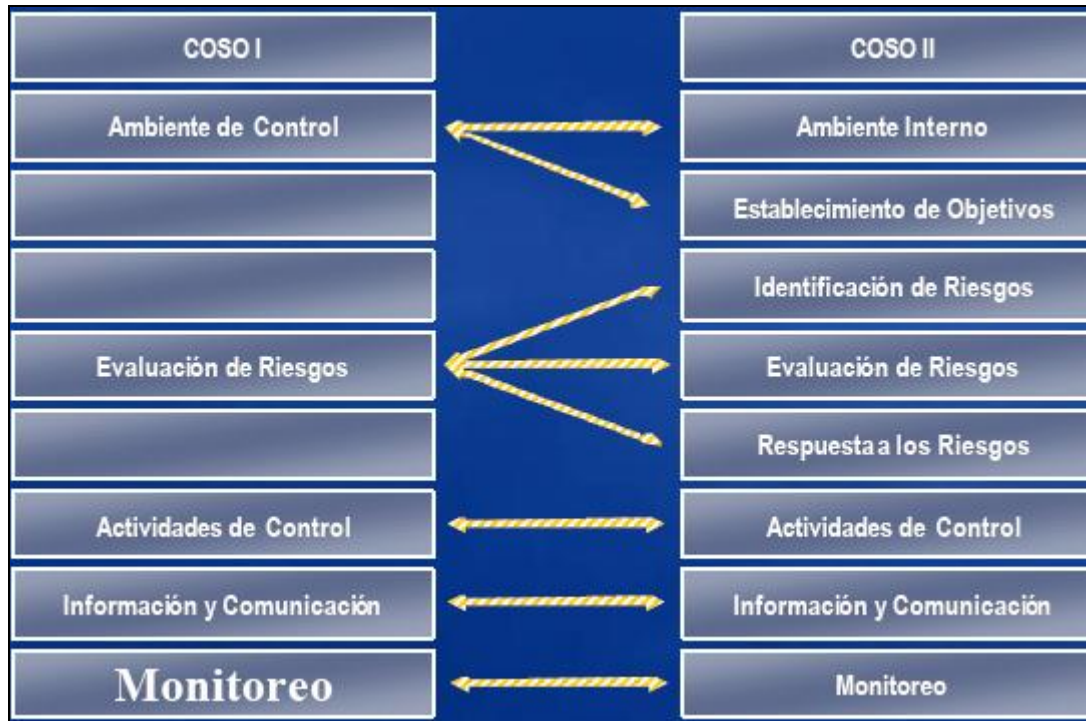 COSO I
COSO II
Ambiente de Control
Ambiente Interno
Establecimiento de Objetivos
Identificación de Riesgos
Evaluación de Riesgos
Evaluación de Riesgos
Respuesta a los Riesgos
Actividades de Control
Actividades de Control
Información y Comunicación
Información y Comunicación
Monitoreo
Monitoreo